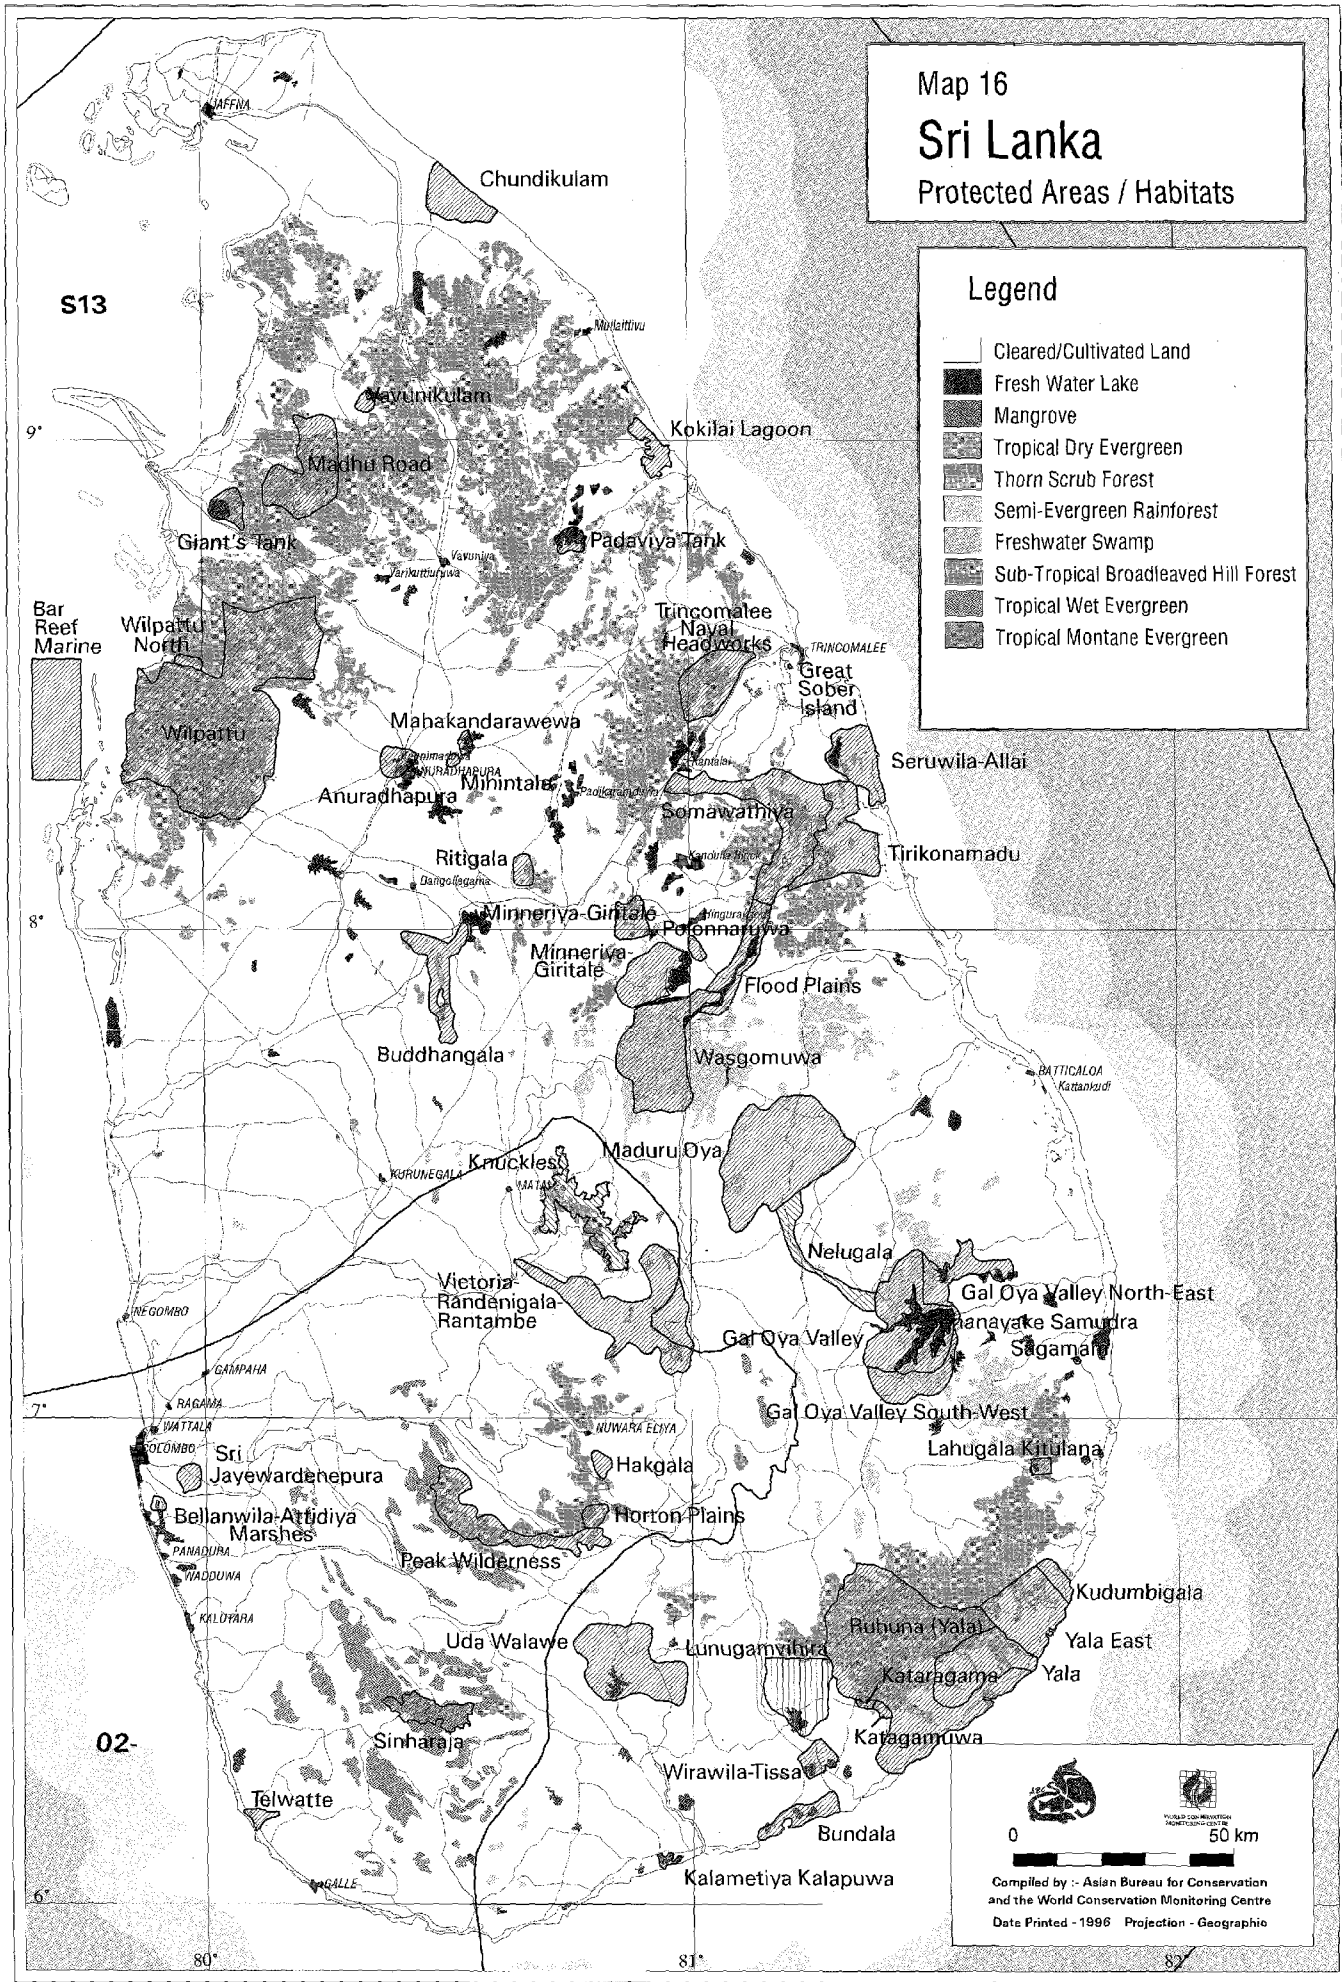 Map 16
Sri Lanka
Protected Areas / Habitats
Legend
Cleared/Cultivated Land
Fresh Water Lake
Mangrove
Tropical Dry Evergreen
Thorn Scrub Forest
Semi-Evergreen Rainforest
Freshwater Swamp
Sub-Tropical Broadleaved Hill Forest
Tropical Wet Evergreen
Tropical Montane Evergreen
JAFFNA
Chundikulam
S13
Mullaittivu
Vavunikulam
9°
Kokilai Lagoon
Madhu Road
Giant's Tank
Padaviya Tank
Vavuniya
Bar
Reef
Marine
Wilpattu
North
Trincomalee
Naval
Headworks
TRINCOMALEE
Great
Sober
Island
Wilpattu
Mahakandarawewa
Seruwila-Allai
Kantalai
ANURADHAPURA
Mihintale
Anuradhapura
Somawathiya
Ritigala
Tirikonamadu
8°
Minneriya-Giritale
Polonnaruwa
Minneriya-
Giritale
Flood Plains
Buddhangala
Wasgomuwa
BATTICALOA
Kattankudi
Maduru Oya
Knuckles
KURUNEGALA
Nelugala
Victoria-
Randenigala-
Rantambe
Gal Oya Valley North-East
NEGOMBO
Gal Oya Valley
Sagamam
GAMPAHA
RAGAMA
7°
Gal Oya Valley South-West
WATTALA
NUWARA ELIYA
COLOMBO
Sri
Jayewardenepura
Hakgala
Lahugala Kitulana
Bellanwila-Attidiya
Marshes
Horton Plains
PANADURA
Peak Wilderness
WADDUWA
Kudumbigala
KALUTARA
Ruhuna (Yala)
Uda Walawe
Lunugamvihira
Yala East
Kataragama
Yala
02-
Sinharaja
Katagamuwa
Wirawila-Tissa
Telwatte
Bundala
Kalametiya Kalapuwa
GALLE
6°
80°
81°
82°
WORLD CONSERVATION
MONITORING CENTRE
0
50 km
Compiled by :- Asian Bureau for Conservation
and the World Conservation Monitoring Centre
Date Printed - 1996 Projection - Geographic